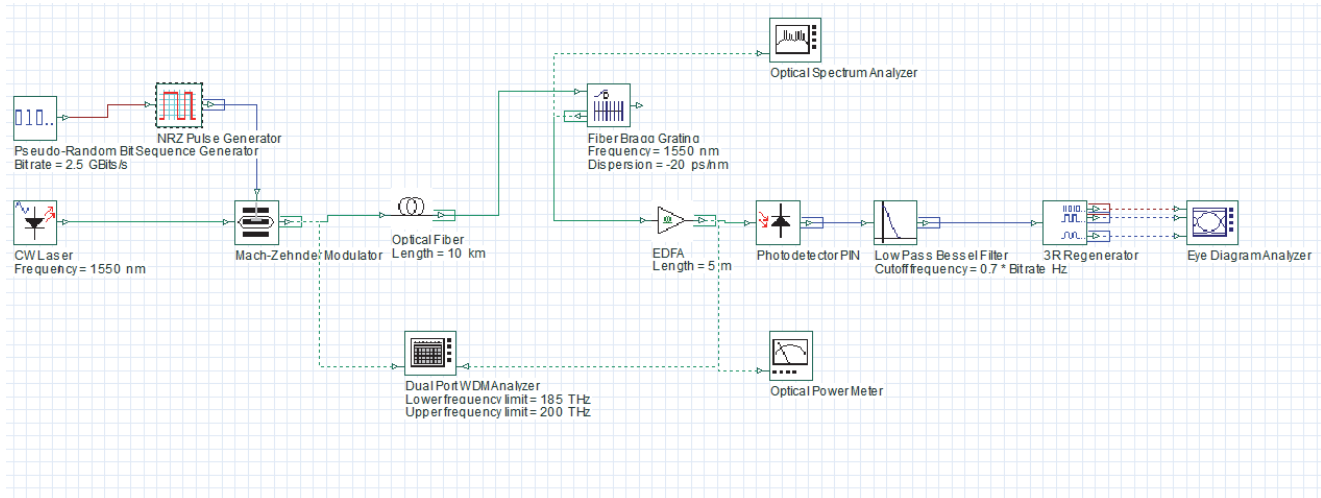 Optical Spectrum Analyzer
010..
NRZ Pulse Generator
Pseudo-Random Bit Sequence Generator
Bitrate = 2.5 GBits/s
Fiber Bragg Grating
Frequency = 1550 nm
Dispersion = -20 ps/nm
CW Laser
Frequency = 1550 nm
Mach-Zehnder Modulator
Optical Fiber
Length = 10 km
EDFA
Length = 5 m
Photodetector PIN
Low Pass Bessel Filter
Cutoff frequency = 0.7 * Bitrate Hz
3R Regenerator
Eye Diagram Analyzer
Dual Port WDM Analyzer
Lower frequency limit = 185 THz
Upper frequency limit = 200 THz
Optical Power Meter